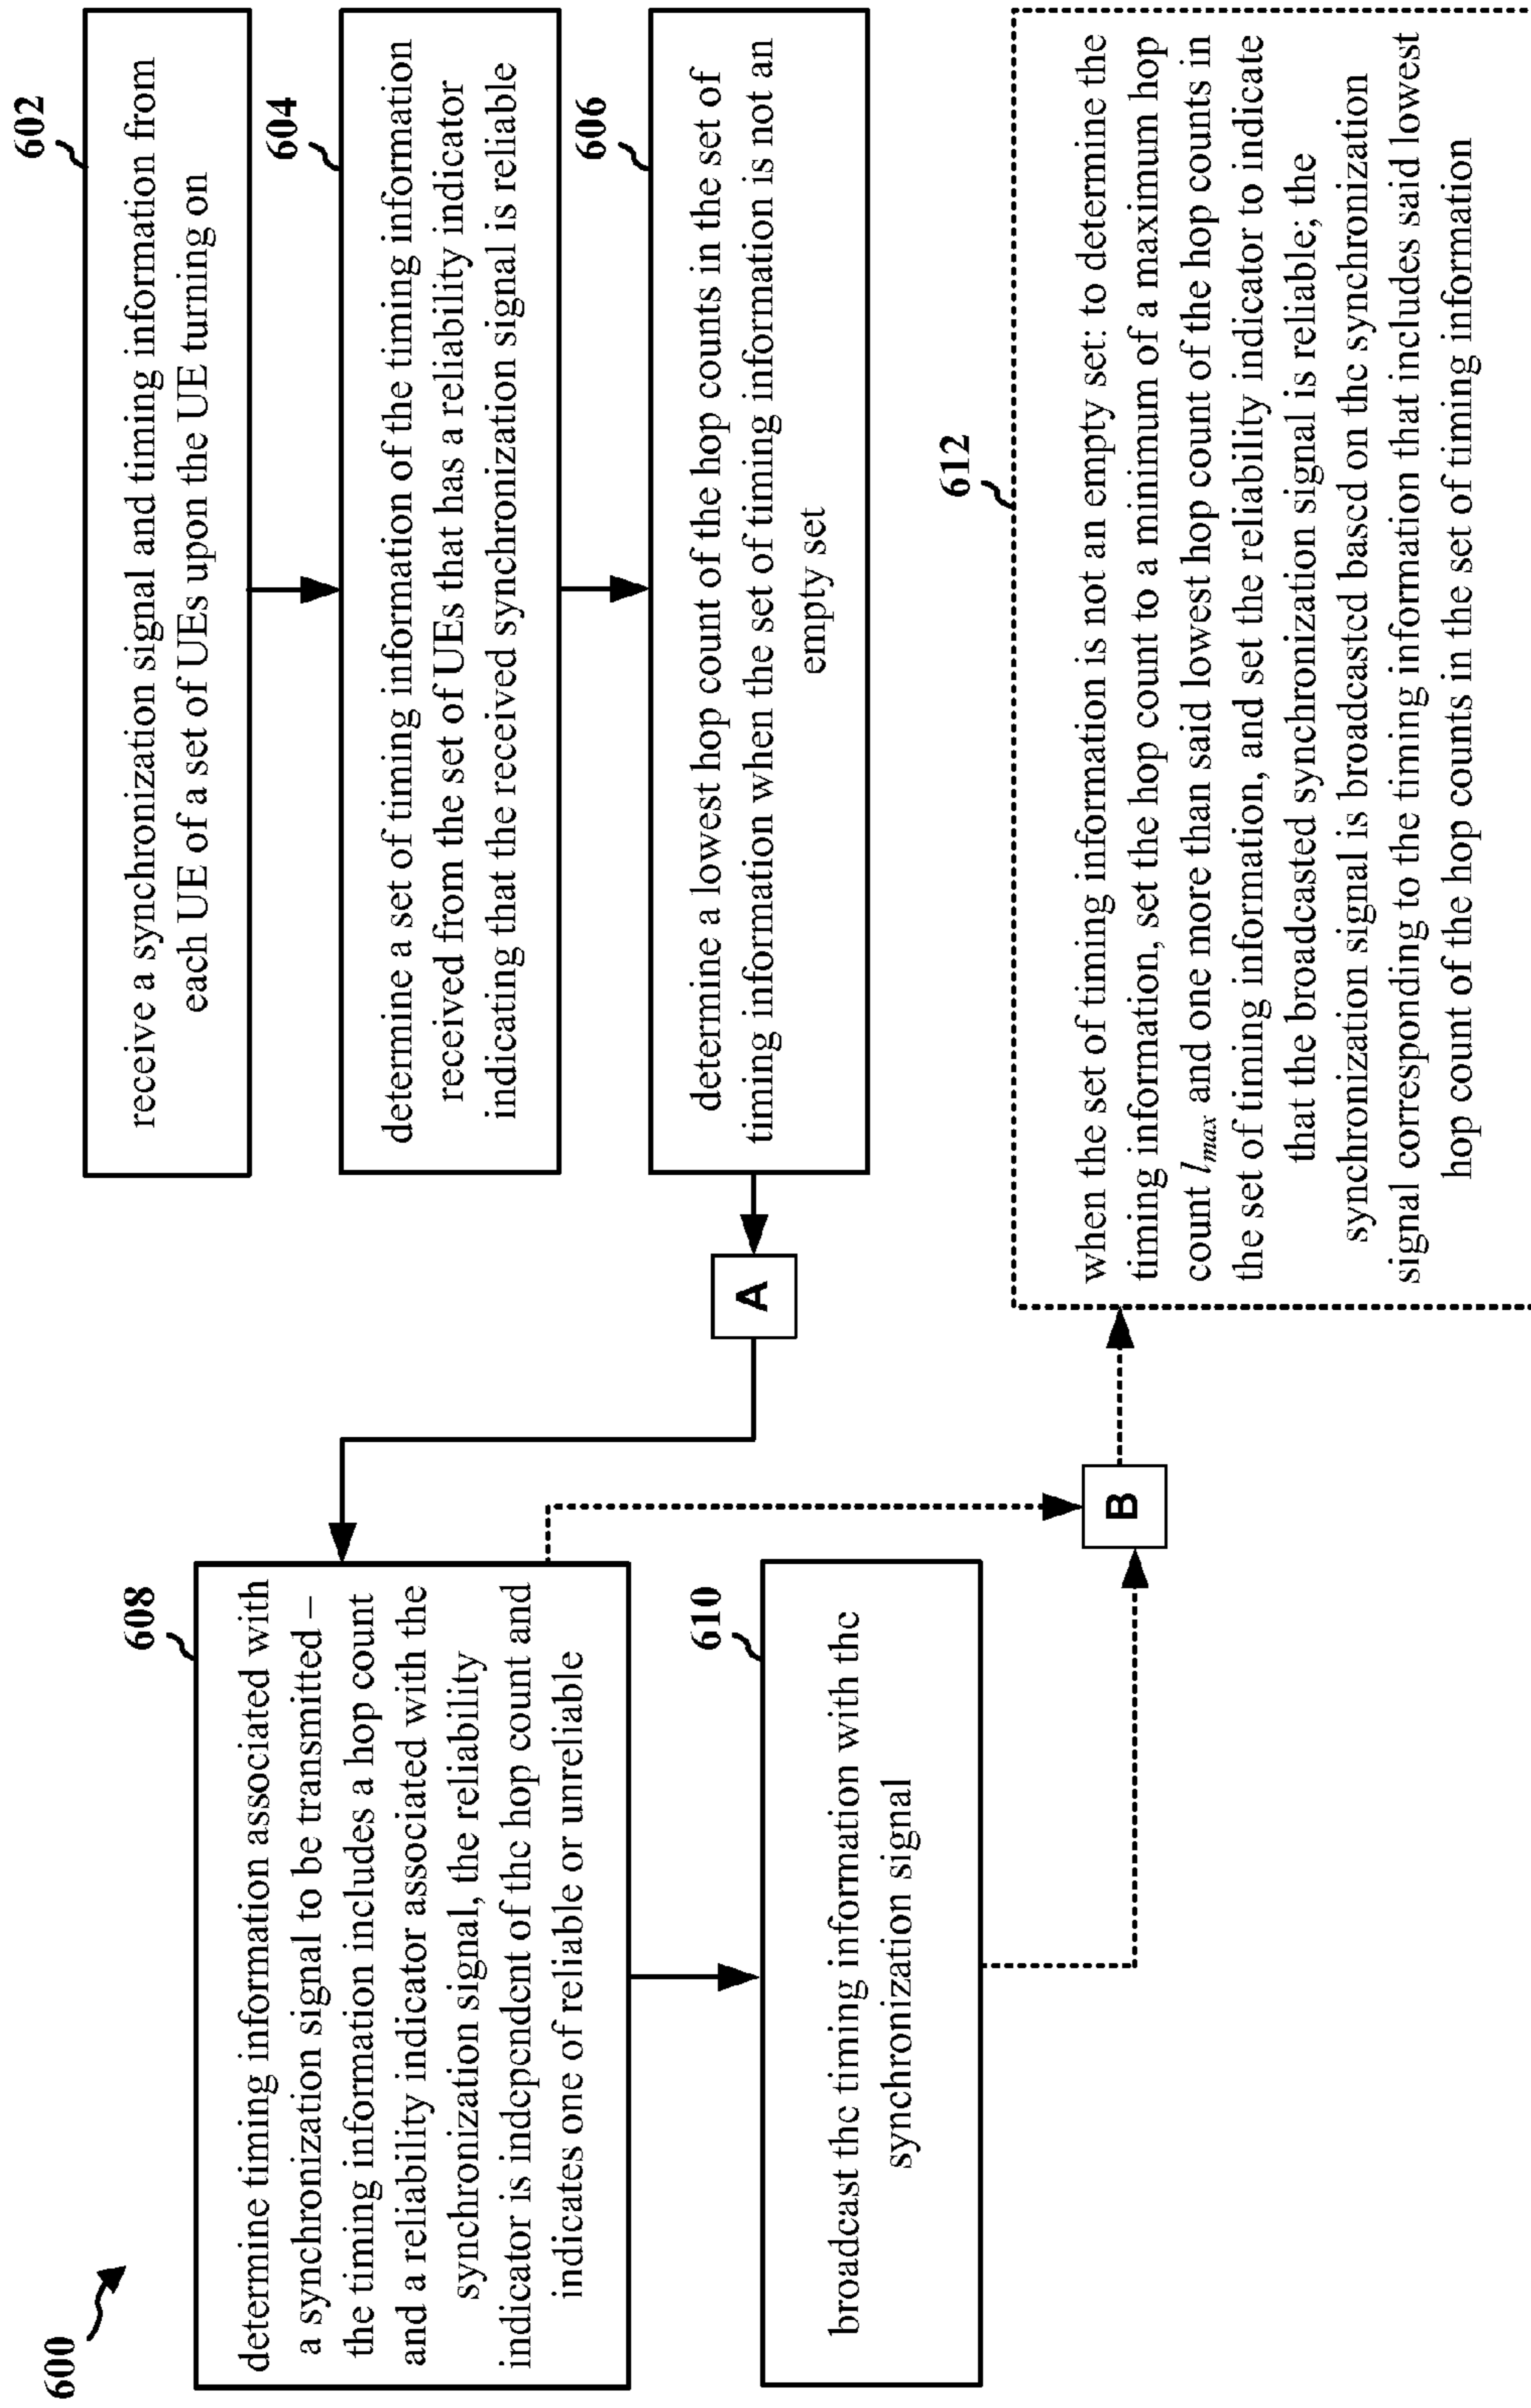 600
602
receive a synchronization signal and timing information from
each UE of a set of UEs upon the UE turning on
604
determine a set of timing information of the timing information
received from the set of UEs that has a reliability indicator
indicating that the received synchronization signal is reliable
606
determine a lowest hop count of the hop counts in the set of
timing information when the set of timing information is not an
empty set
A
608
determine timing information associated with
a synchronization signal to be transmitted –
the timing information includes a hop count
and a reliability indicator associated with the
synchronization signal, the reliability
indicator is independent of the hop count and
indicates one of reliable or unreliable
610
broadcast the timing information with the
synchronization signal
B
612
when the set of timing information is not an empty set: to determine the
timing information, set the hop count to a minimum of a maximum hop
count lmax and one more than said lowest hop count of the hop counts in
the set of timing information, and set the reliability indicator to indicate
that the broadcasted synchronization signal is reliable; the
synchronization signal is broadcasted based on the synchronization
signal corresponding to the timing information that includes said lowest
hop count of the hop counts in the set of timing information